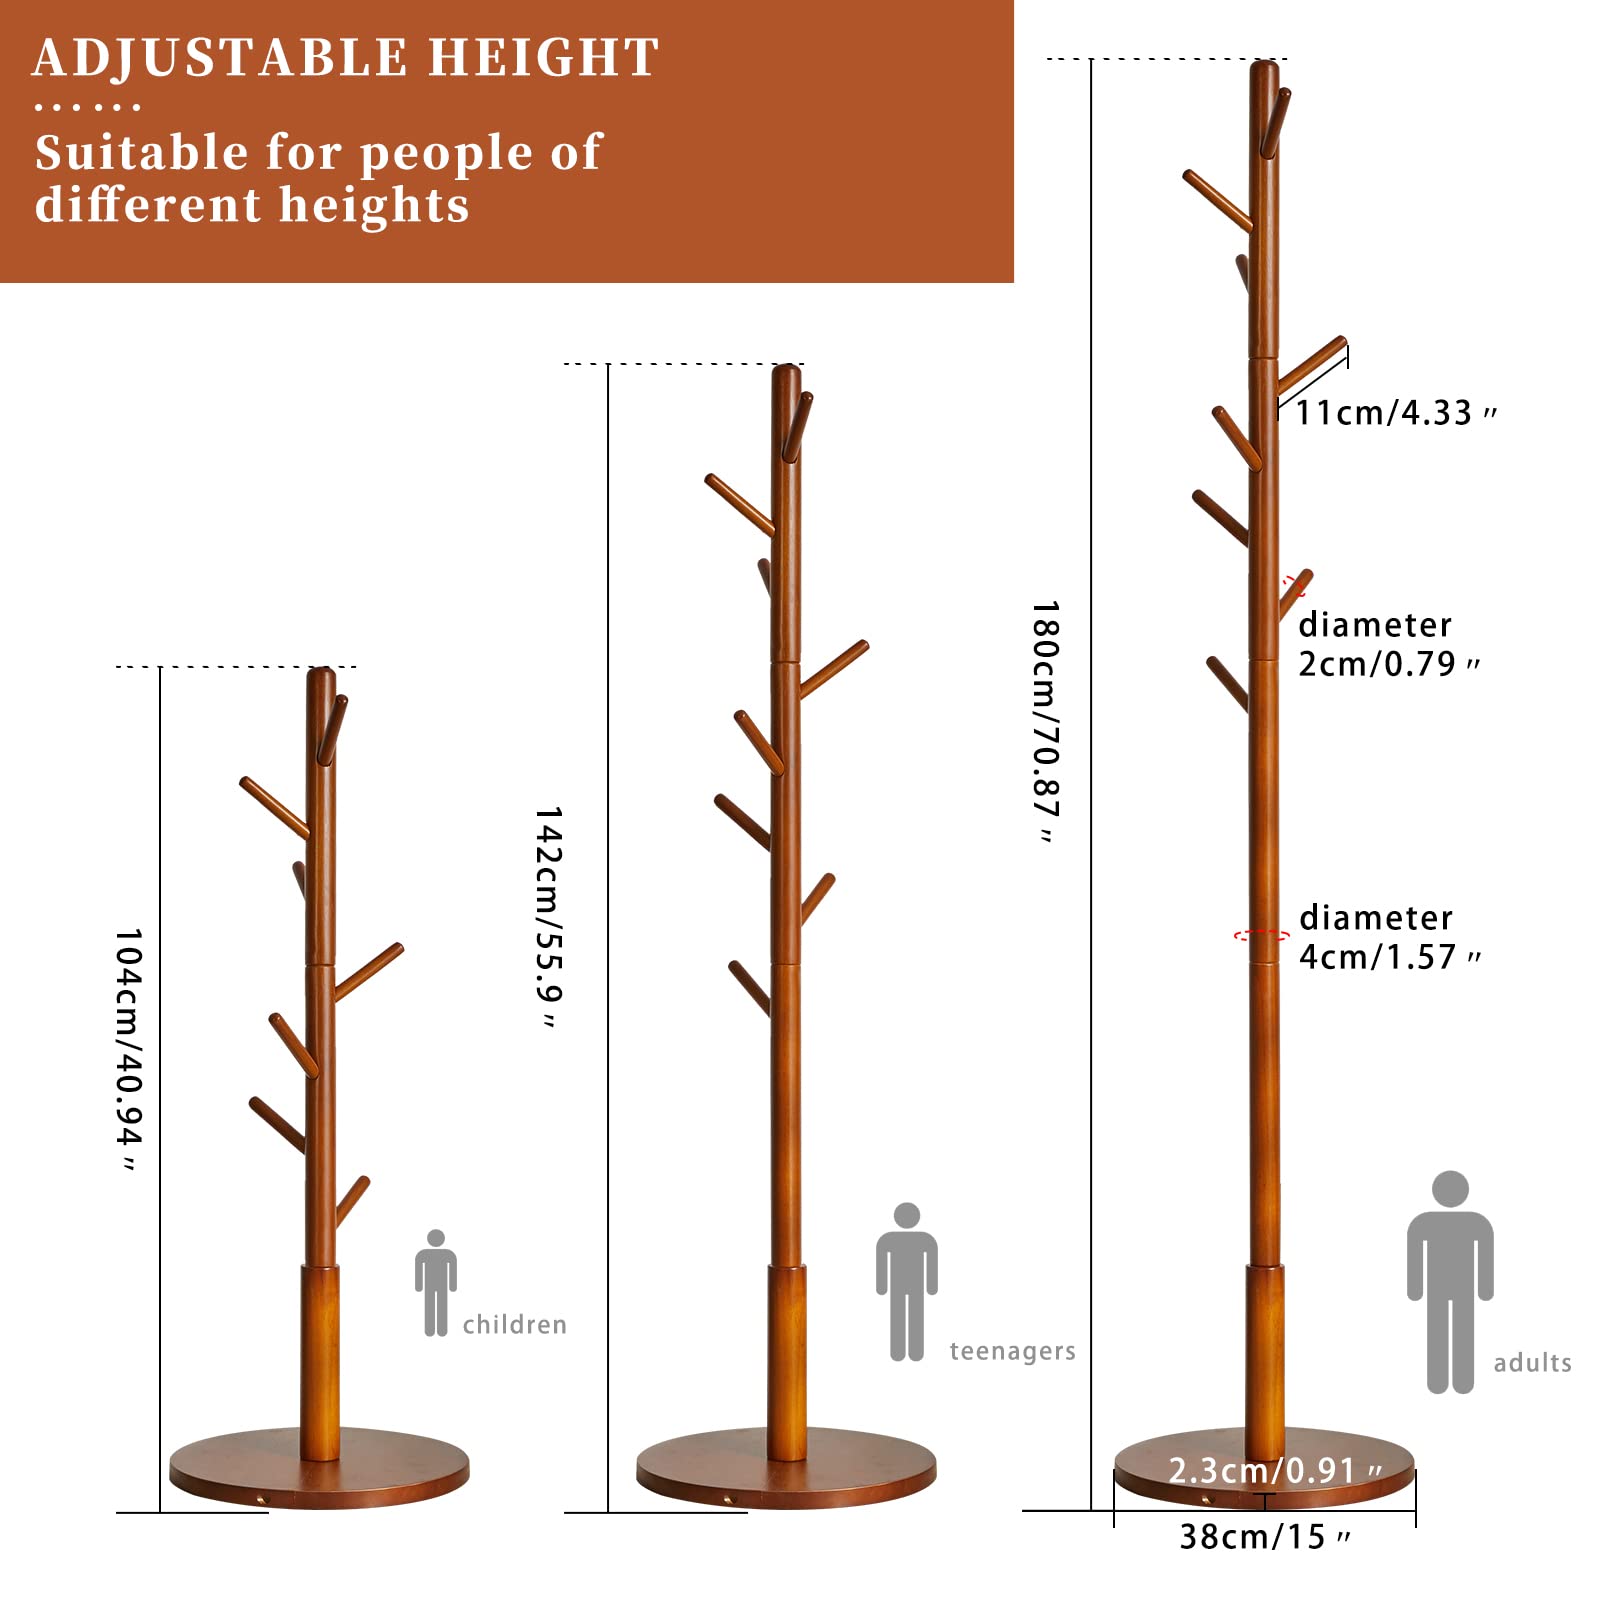 ADJUSTABLE HEIGHT
Suitable for people of
different heights
104cm/40.94 "
children
142cm/55.9 "
teenagers
180cm/70.87 "
11cm/4.33 "
diameter
2cm/0.79 "
diameter
4cm/1.57 "
adults
2.3cm/0.91 "
38cm/15 "